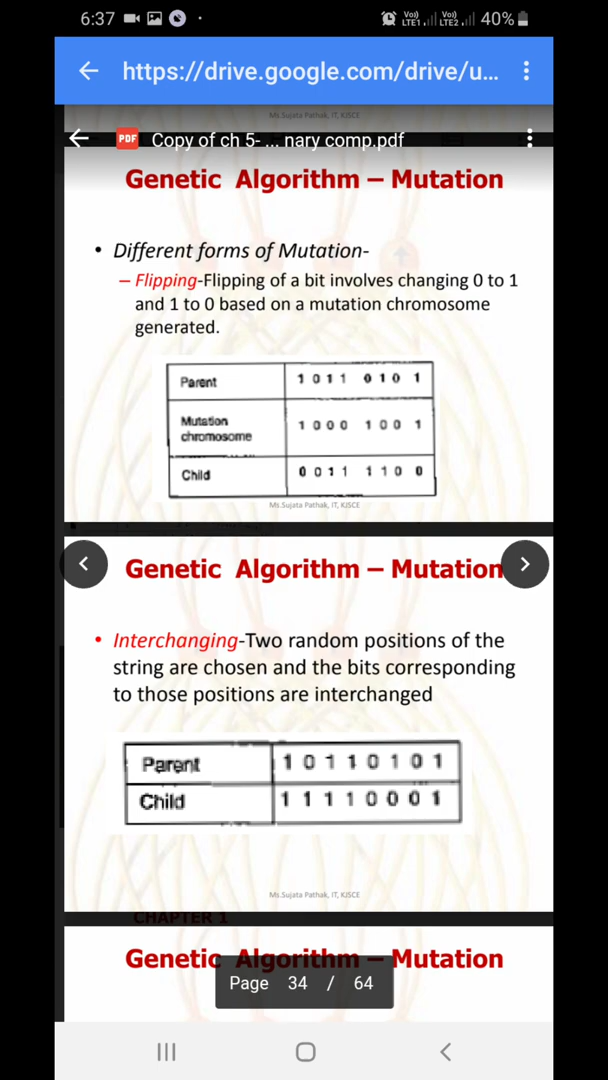 6:37
Vo)) LTE1 Vo)) LTE2 40%
https://drive.google.com/drive/u...
Ms.Sujata Pathak, IT, KJSCE
PDF Copy of ch 5- ... nary comp.pdf
Genetic Algorithm – Mutation
• Different forms of Mutation-
– Flipping-Flipping of a bit involves changing 0 to 1
and 1 to 0 based on a mutation chromosome
generated.
Parent 1 0 1 1 0 1 0 1
Mutation
chromosome 1 0 0 0 1 0 0 1
Child 0 0 1 1 1 1 0 0
Ms.Sujata Pathak, IT, KJSCE
Genetic Algorithm – Mutation
• Interchanging-Two random positions of the
string are chosen and the bits corresponding
to those positions are interchanged
Parent 1 0 1 1 0 1 0 1
Child 1 1 1 1 0 0 0 1
Ms.Sujata Pathak, IT, KJSCE
CHAPTER 1
Genetic Algorithm – Mutation
Page 34 / 64